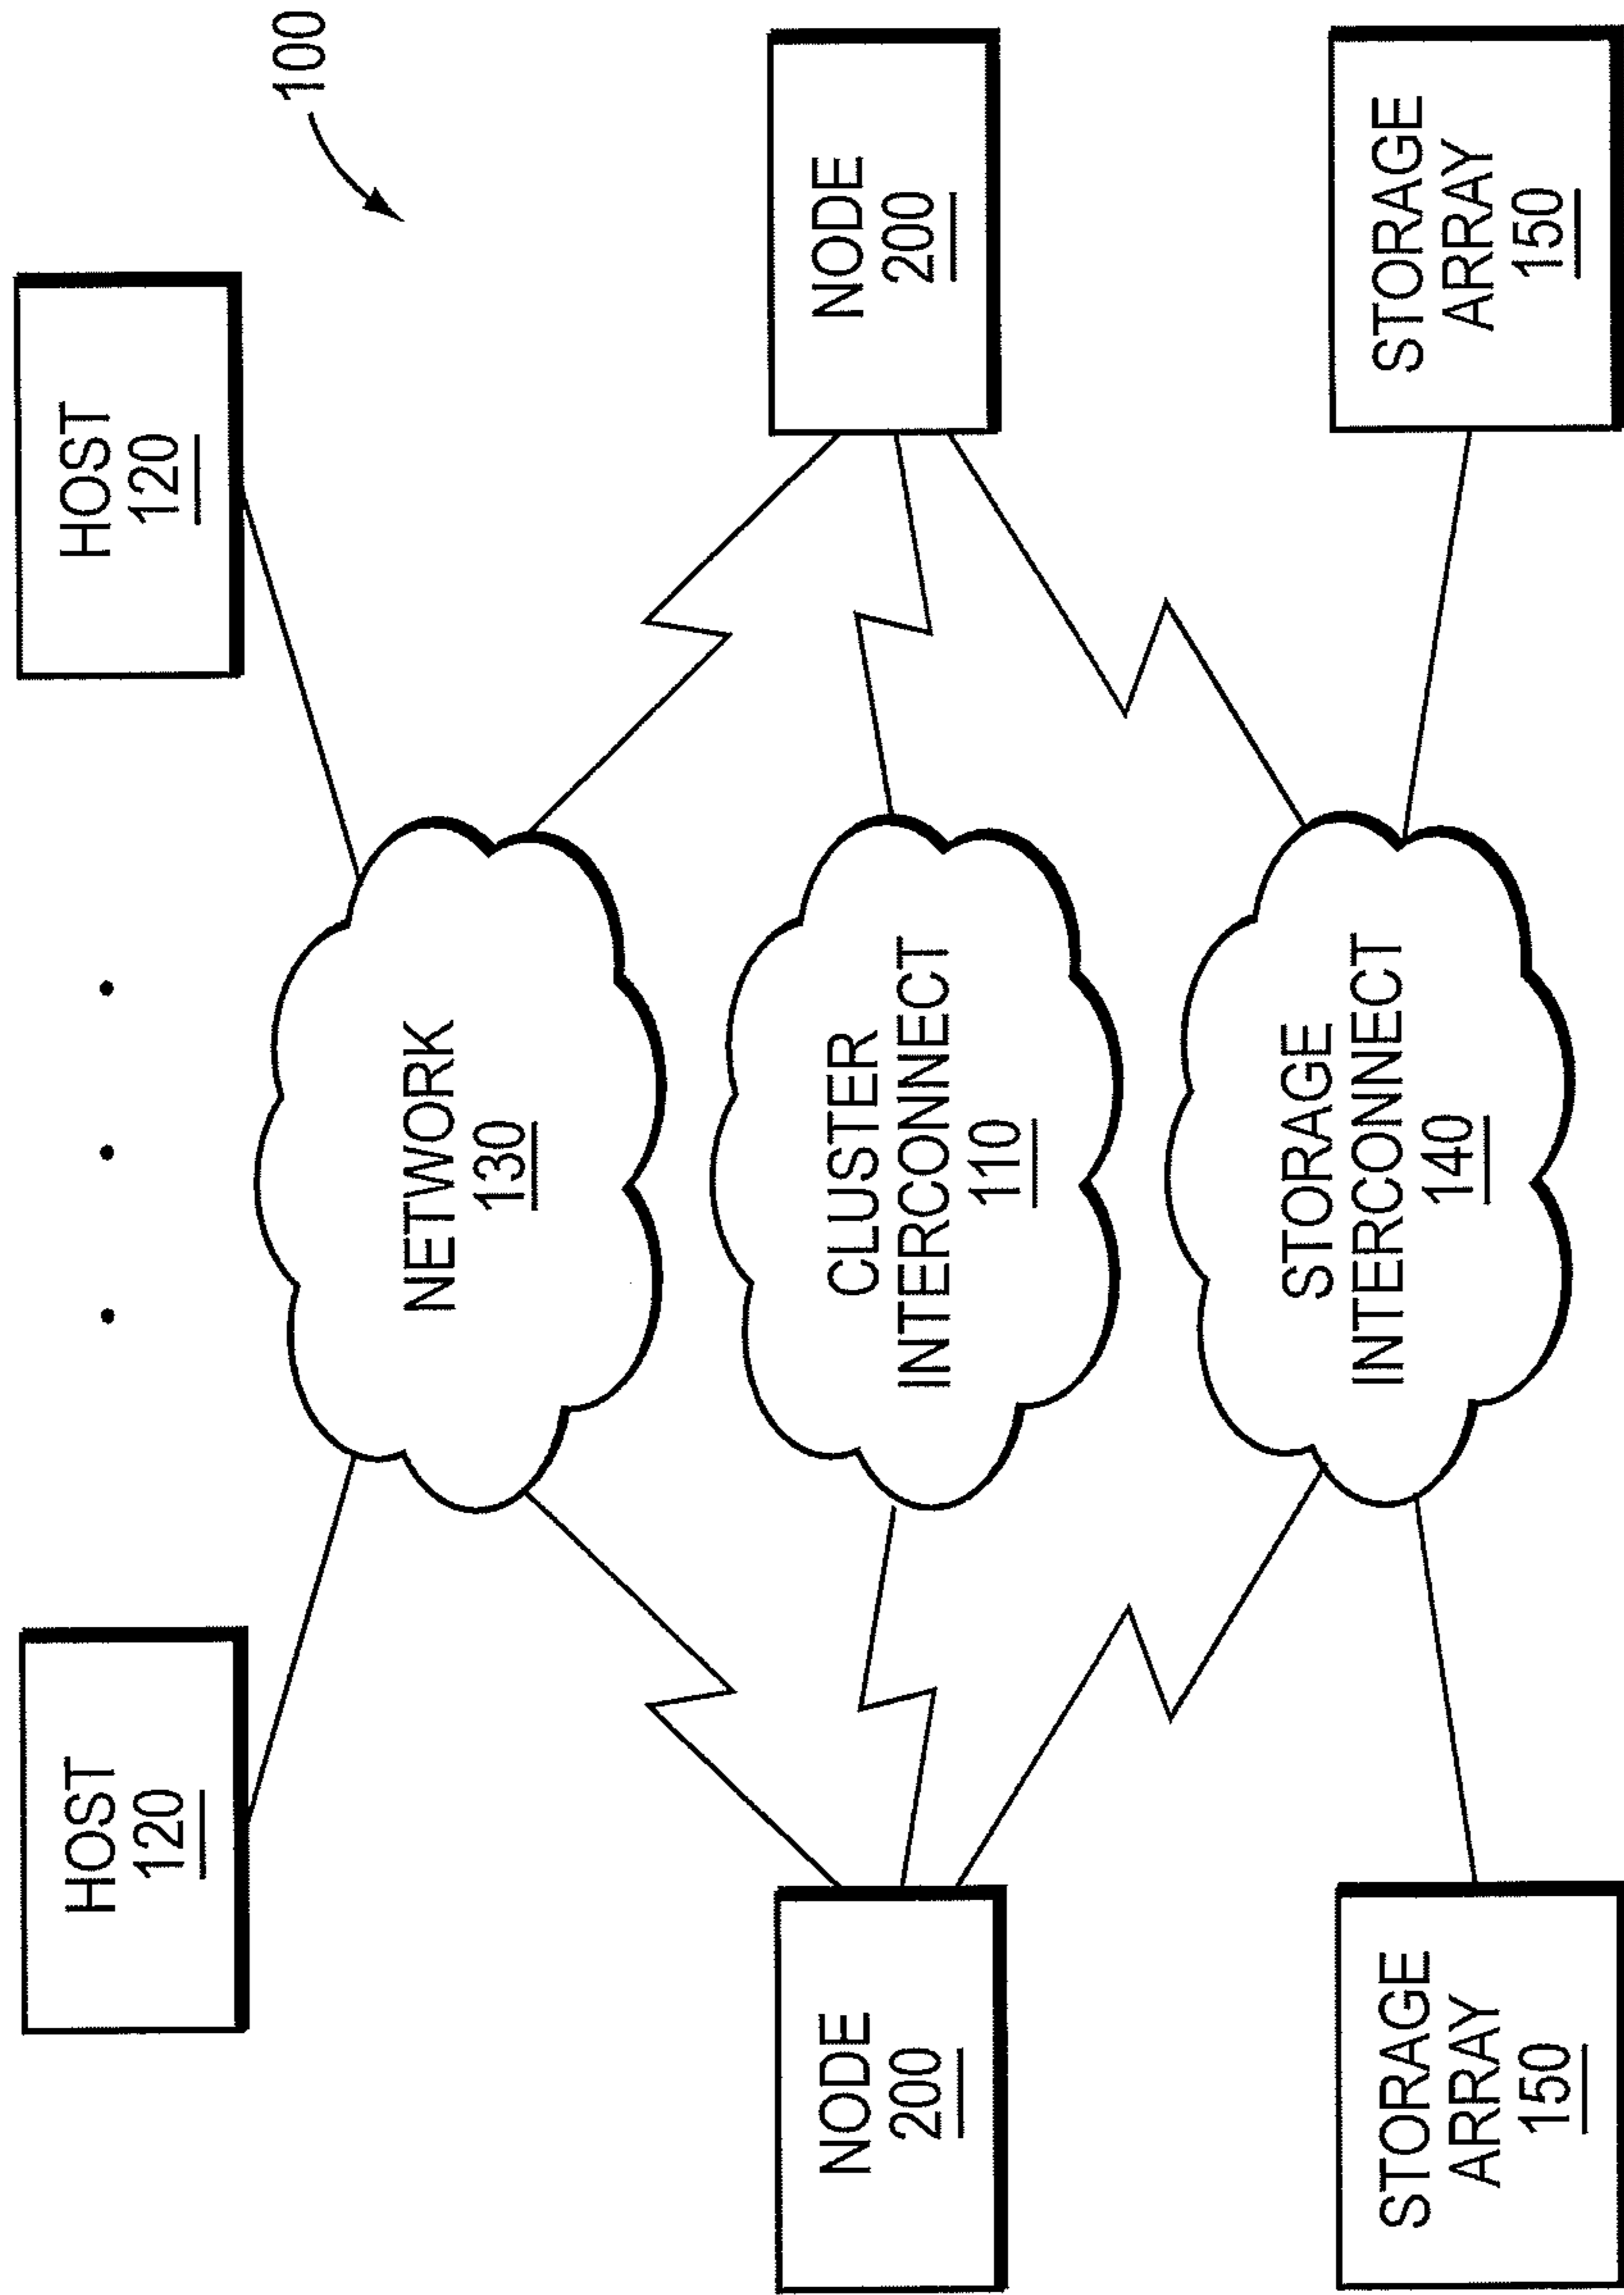 100
HOST
120
HOST
120
NETWORK
130
NODE
200
CLUSTER
INTERCONNECT
110
NODE
200
STORAGE
INTERCONNECT
140
STORAGE
ARRAY
150
STORAGE
ARRAY
150